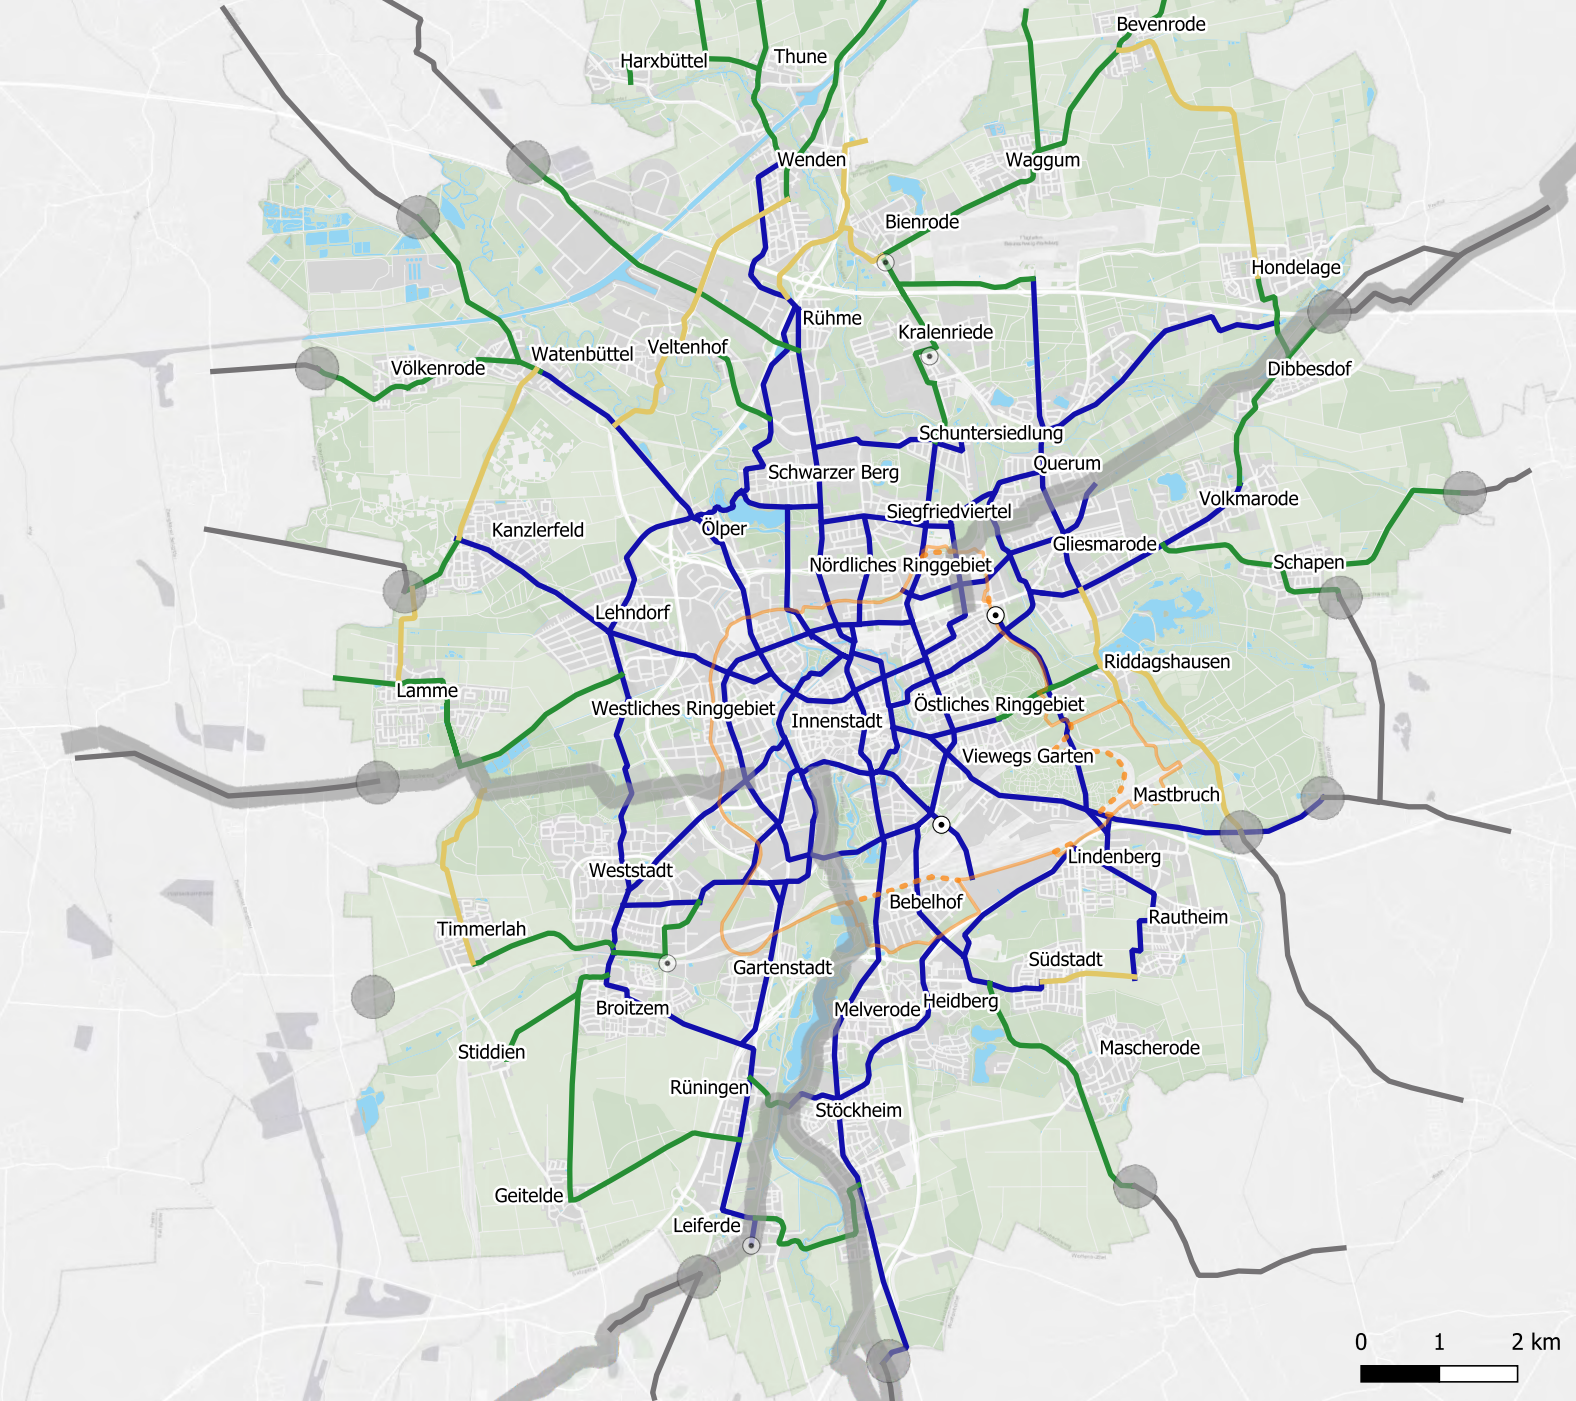 Bevenrode
Harxbüttel
Thune
Wenden
Waggum
Bienrode
Hondelage
Rühme
Kralenriede
Veltenhof
Watenbüttel
Völkenrode
Dibbesdof
Schuntersiedlung
Querum
Schwarzer Berg
Volkmarode
Siegfriedviertel
Ölper
Kanzlerfeld
Gliesmarode
Nördliches Ringgebiet
Schapen
Lehndorf
Riddagshausen
Lamme
Westliches Ringgebiet
Östliches Ringgebiet
Innenstadt
Viewegs Garten
Mastbruch
Lindenberg
Weststadt
Bebelhof
Rautheim
Timmerlah
Südstadt
Gartenstadt
Heidberg
Melverode
Broitzem
Mascherode
Stiddien
Rüningen
Stöckheim
Geitelde
Leiferde
0 1 2 km